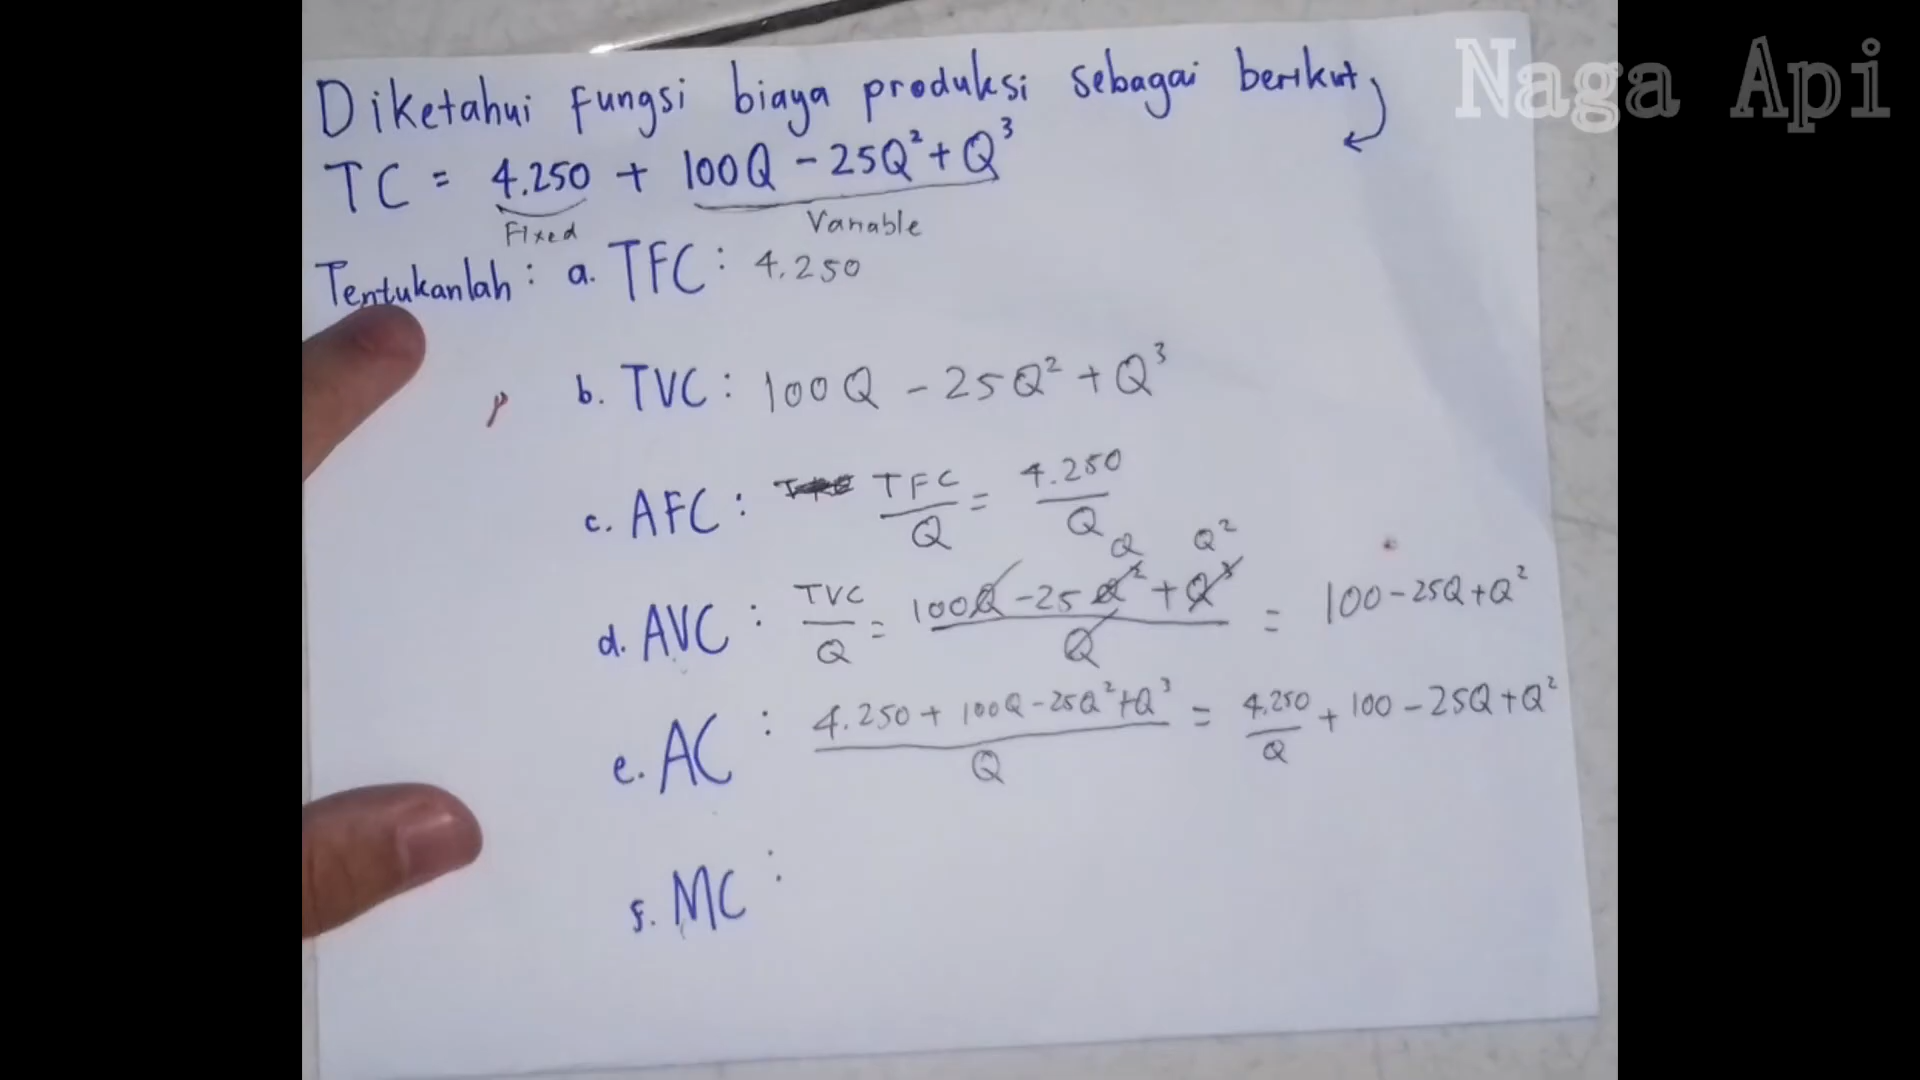 Naga Api
Diketahui fungsi biaya produksi sebagai berikut,
TC = 4.250 + 100Q - 25Q² + Q³
Fixed Variable
Tentukanlah : a. TFC : 4.250
b. TVC : 100Q - 25Q² + Q³
c. AFC : TFC/Q = 4.250/Q
Q Q²
d. AVC : TVC/Q = 100Q - 25Q² + Q³/Q = 100 - 25Q + Q²
e. AC : 4.250 + 100Q - 25Q² + Q³/Q = 4.250/Q + 100 - 25Q + Q²
f. MC :